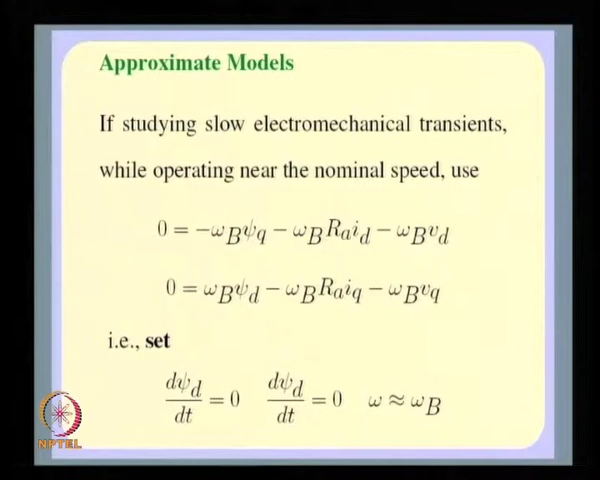 Approximate Models
If studying slow electromechanical transients,
while operating near the nominal speed, use
0 = −ω_Bψ_q − ω_BR_ai_d − ω_Bv_d
0 = ω_Bψ_d − ω_BR_ai_q − ω_Bv_q
i.e., set
dψ_d/dt = 0 dψ_d/dt = 0 ω ≈ ω_B
NPTEL